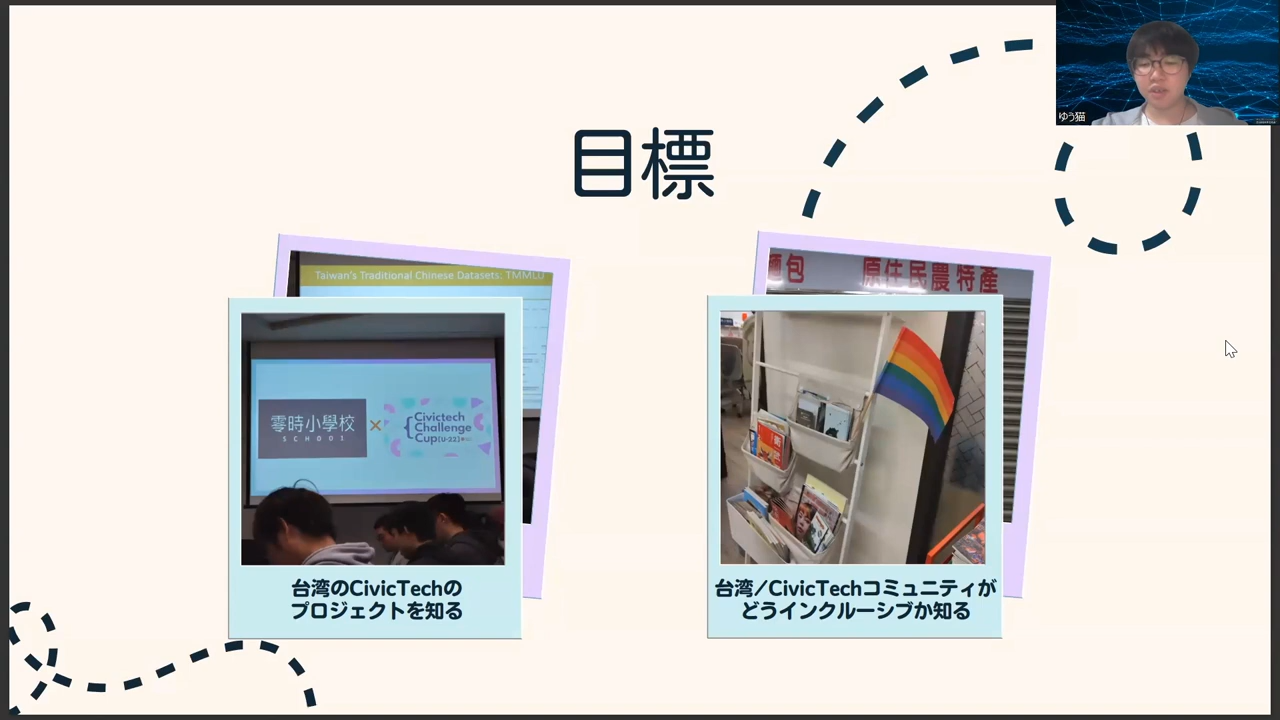 ゆう猫
目標
Taiwan's Traditional Chinese Datasets: TMMLU
零時小學校
SCHOOL
×
{Civictech
Challenge
Cup(U-22)
包
原住民農特產
台湾のCivicTechの
プロジェクトを知る
台湾/CivicTechコミュニティが
どうインクルーシブか知る